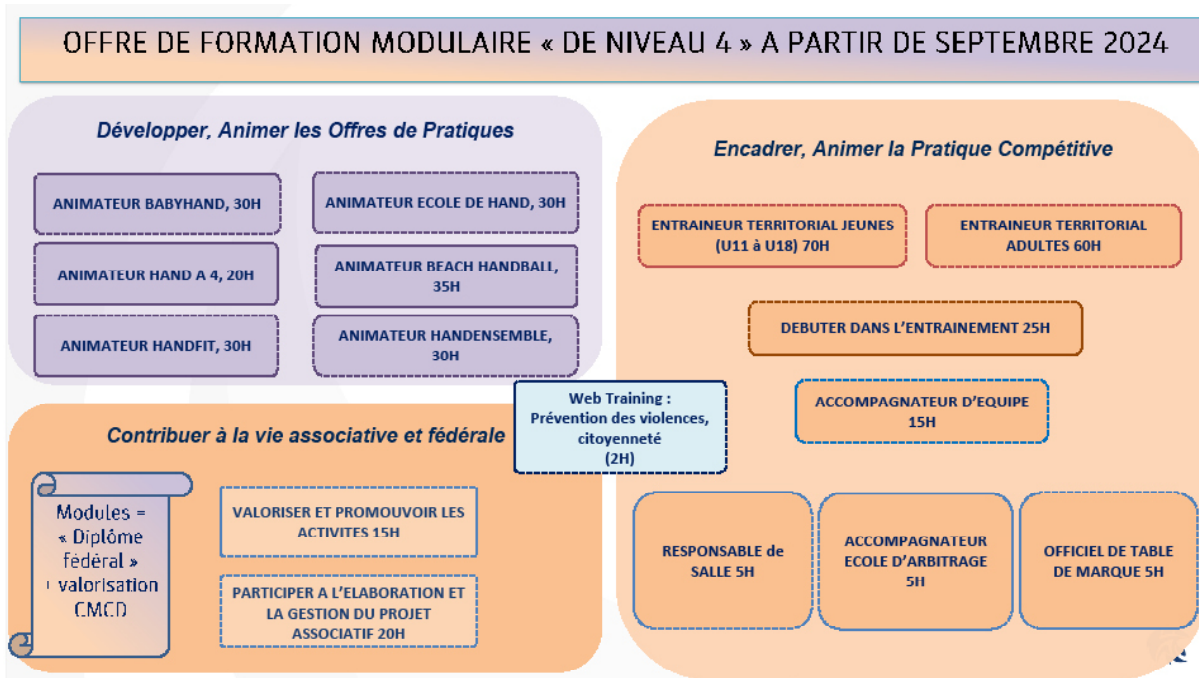 OFFRE DE FORMATION MODULAIRE « DE NIVEAU 4 » A PARTIR DE SEPTEMBRE 2024
Développer, Animer les Offres de Pratiques
ANIMATEUR BABYHAND, 30H
ANIMATEUR ECOLE DE HAND, 30H
ANIMATEUR HAND A 4, 20H
ANIMATEUR BEACH HANDBALL,
35H
ANIMATEUR HANDFIT, 30H
ANIMATEUR HANDENSEMBLE,
30H
Encadrer, Animer la Pratique Compétitive
ENTRAINEUR TERRITORIAL JEUNES
(U11 à U18) 70H
ENTRAINEUR TERRITORIAL
ADULTES 60H
DEBUTER DANS L'ENTRAINEMENT 25H
ACCOMPAGNATEUR D'EQUIPE
15H
RESPONSABLE de
SALLE 5H
ACCOMPAGNATEUR
ECOLE D'ARBITRAGE
5H
OFFICIEL DE TABLE
DE MARQUE 5H
Web Training :
Prévention des violences,
citoyenneté
(2H)
Contribuer à la vie associative et fédérale
Modules =
« Diplôme
fédéral »
+ valorisation
CMCD
VALORISER ET PROMOUVOIR LES
ACTIVITES 15H
PARTICIPER A L'ELABORATION ET
LA GESTION DU PROJET
ASSOCIATIF 20H